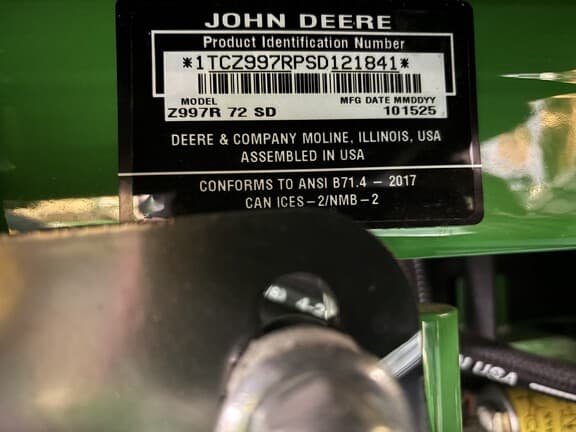 JOHN DEERE
Product Identification Number
*1TCZ997RPSD121841*
MODEL MFG DATE MMDDYY
Z997R 72 SD 101525
DEERE & COMPANY MOLINE, ILLINOIS, USA
ASSEMBLED IN USA
CONFORMS TO ANSI B71.4 – 2017
CAN ICES – 2/NMB – 2
USA